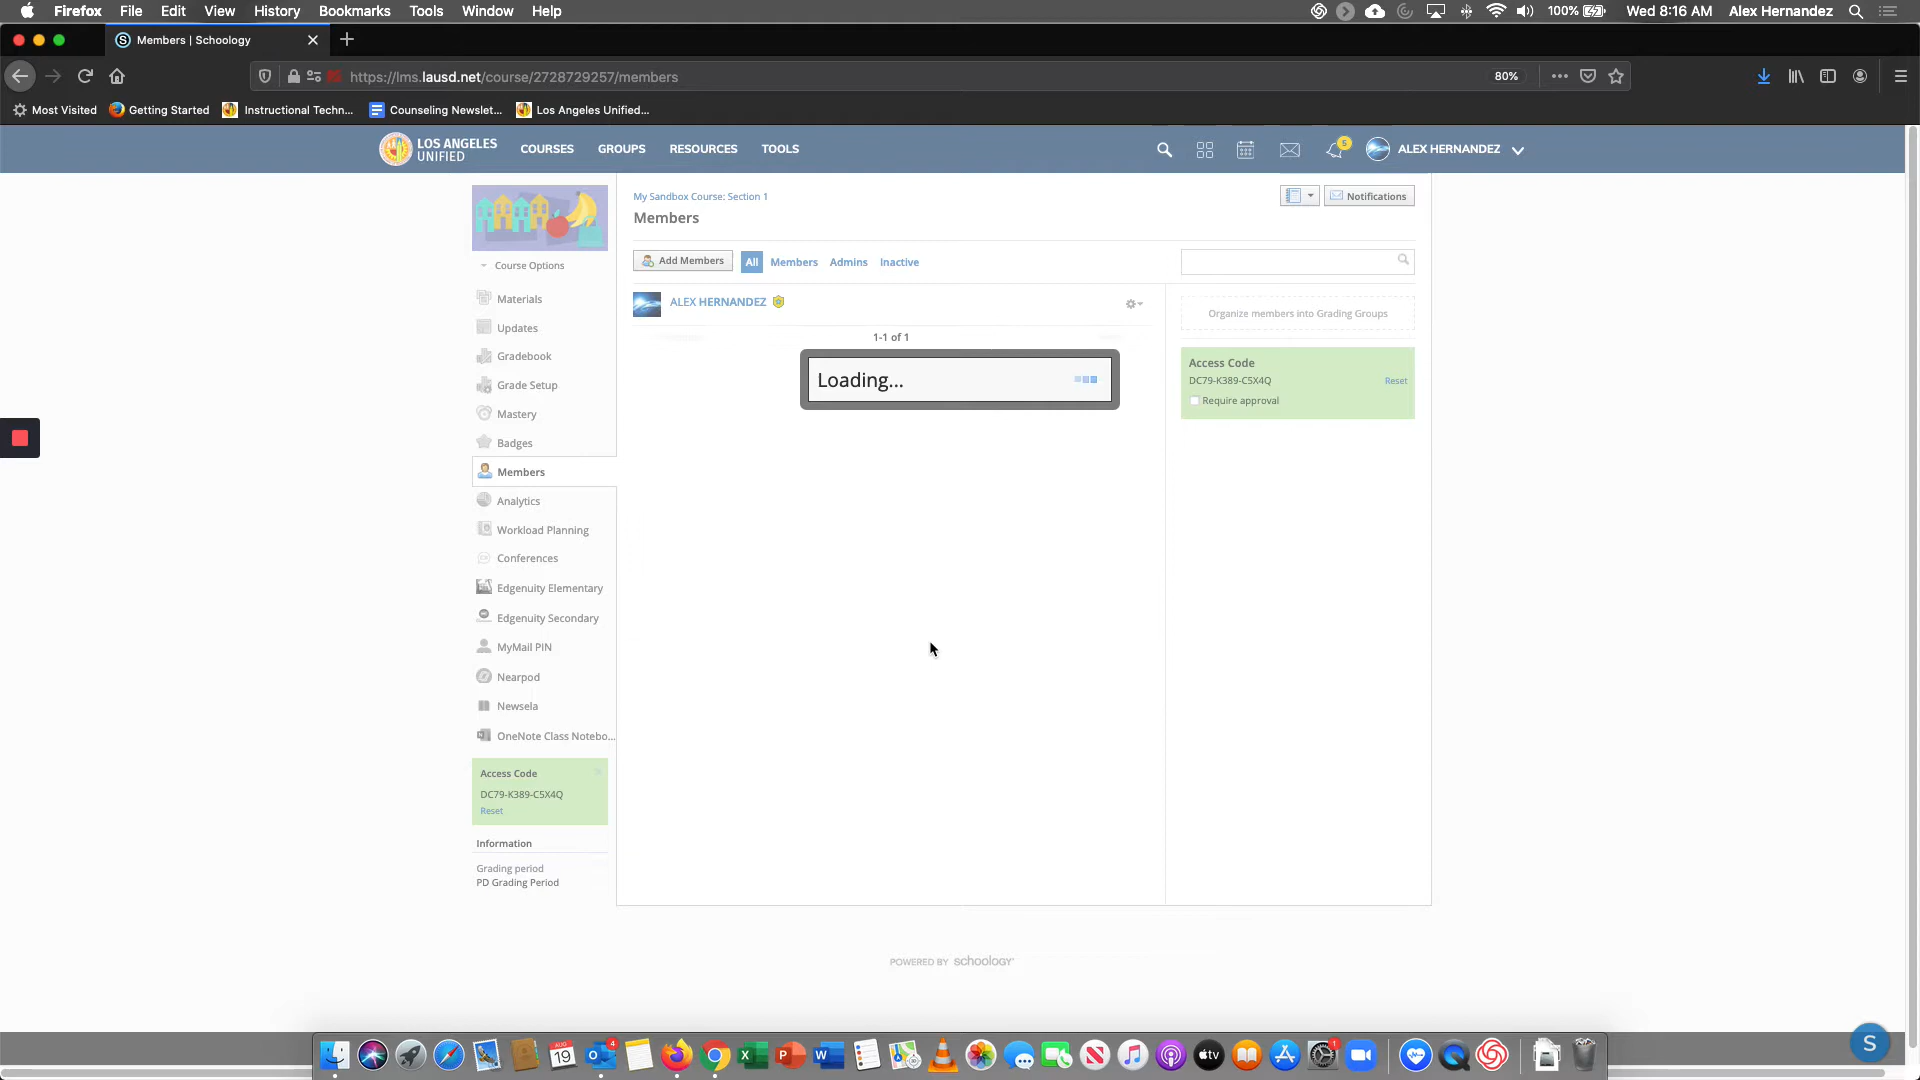 Firefox File Edit View History Bookmarks Tools Window Help 100% Wed 8:16 AM Alex Hernandez
Members | Schoology
https://lms.lausd.net/course/2728729257/members 80%
Most Visited Getting Started Instructional Techn... Counseling Newslet... Los Angeles Unified...
LOS ANGELES UNIFIED COURSES GROUPS RESOURCES TOOLS 5 ALEX HERNANDEZ
My Sandbox Course: Section 1
Notifications
Members
Add Members All Members Admins Inactive
Course Options
Materials
Updates
Gradebook
Grade Setup
Mastery
Badges
Members
Analytics
Workload Planning
Conferences
Edgenuity Elementary
Edgenuity Secondary
MyMail PIN
Nearpod
Newsela
OneNote Class Notebo...
Access Code
DC79-K389-C5X4Q
Reset
Information
Grading period
PD Grading Period
ALEX HERNANDEZ
1-1 of 1
Loading...
Organize members into Grading Groups
Access Code
DC79-K389-C5X4Q Reset
Require approval
POWERED BY schoology
AUG
19
4
tv
1
S